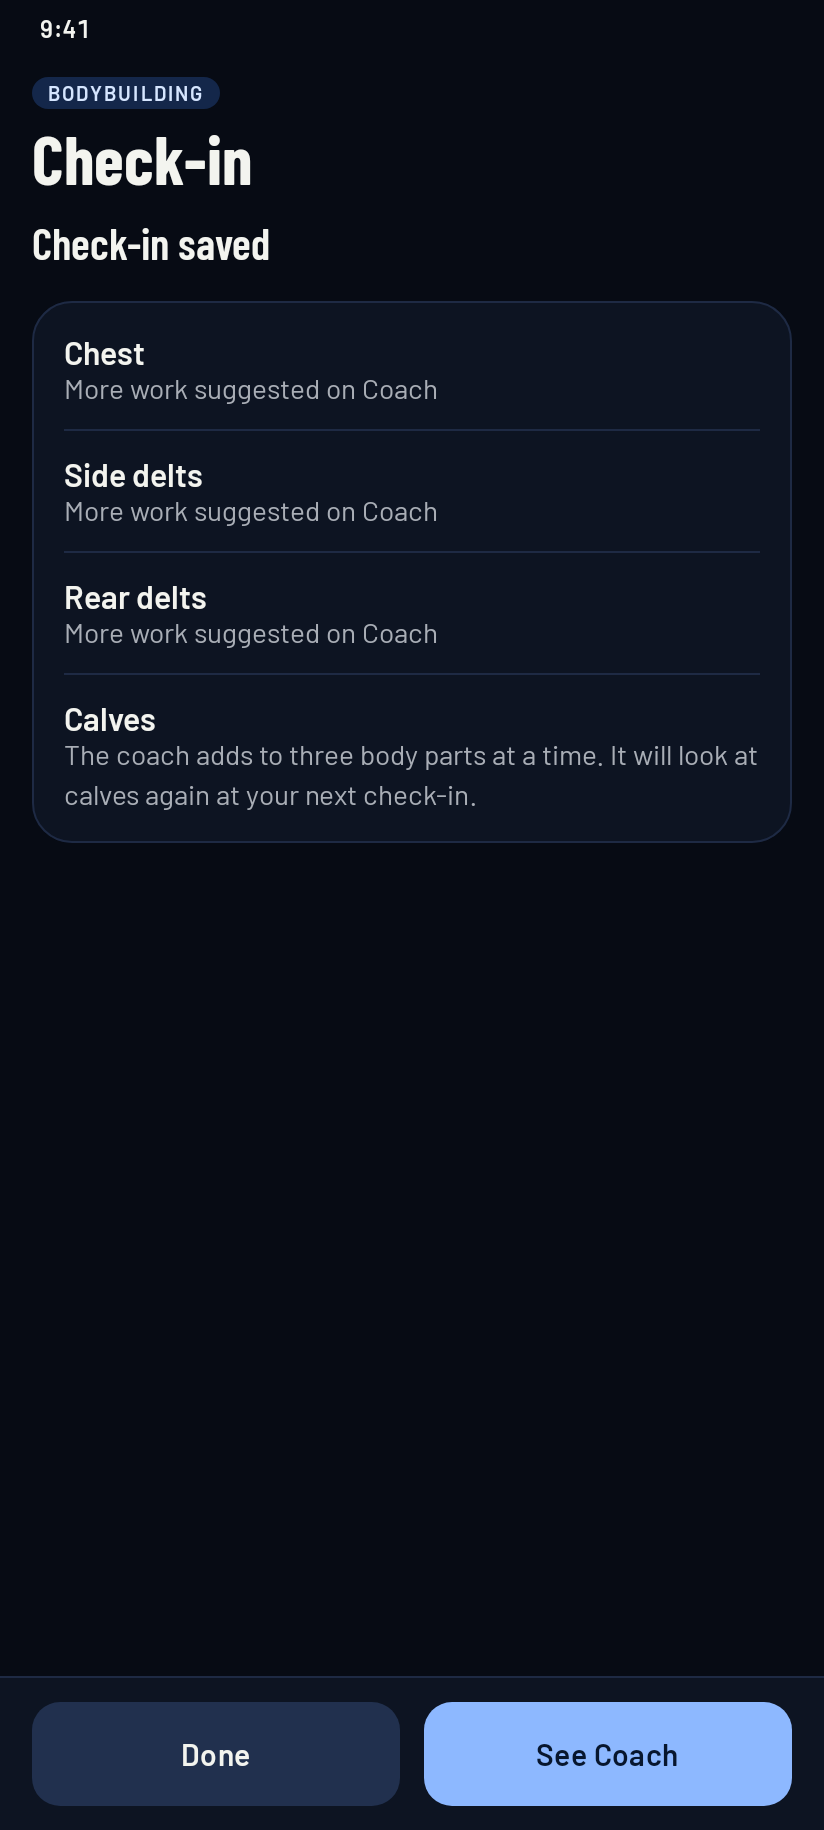 9:41
BODYBUILDING
Check-in
Check-in saved
Chest
More work suggested on Coach
Side delts
More work suggested on Coach
Rear delts
More work suggested on Coach
Calves
The coach adds to three body parts at a time. It will look at
calves again at your next check-in.
Done
See Coach